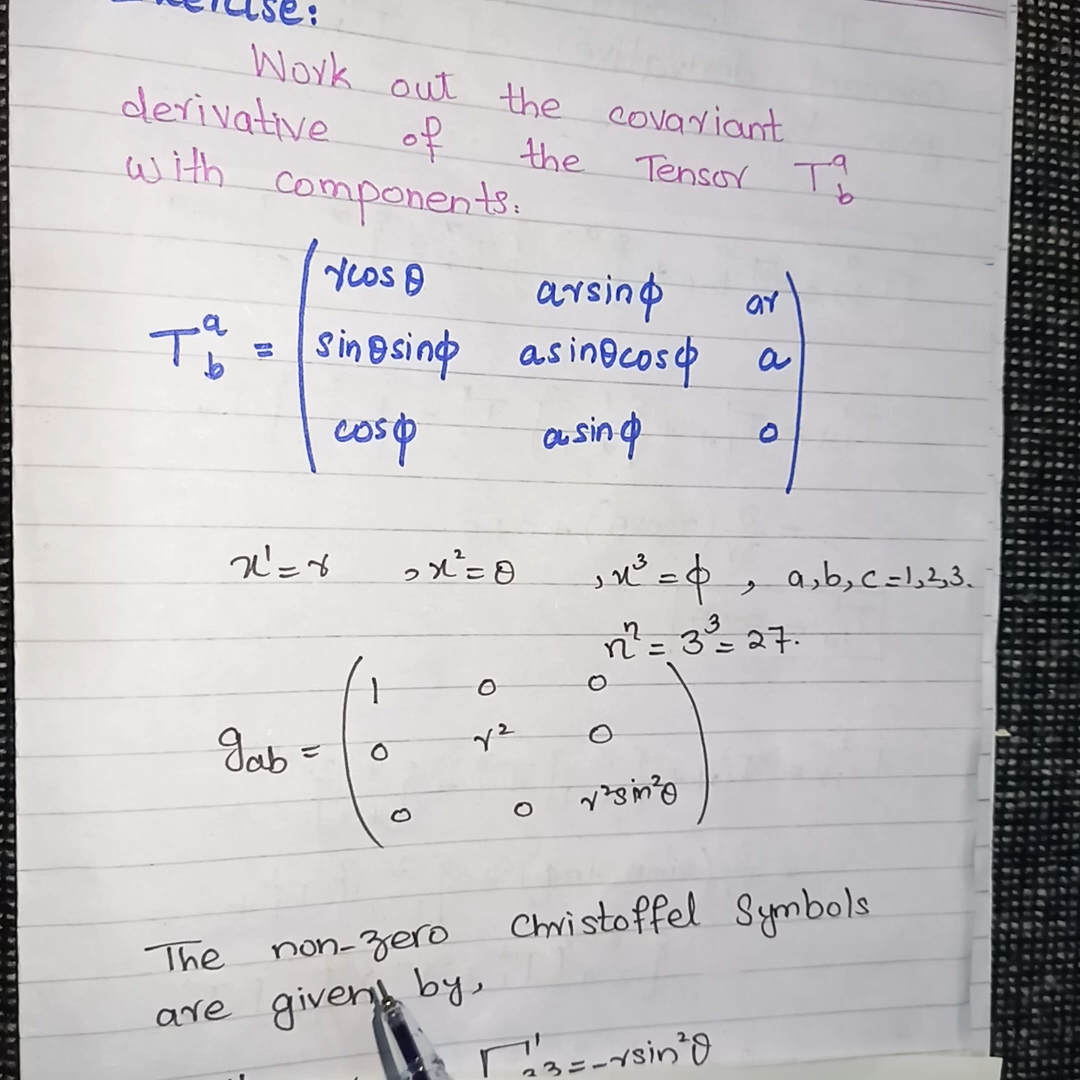 Exercise:
Work out the covariant
derivative of the Tensor T^a_b
with components.
T^a_b = ( rcosθ arsinϕ ar
sinθsinϕ asinθcosϕ a
cosϕ asinϕ 0 )
x¹=r , x²=θ , x³=ϕ , a,b,c=1,2,3.
n^n = 3³ = 27.
g_ab = ( 1 0 0
0 r² 0
0 0 r²sin²θ )
The non-zero Christoffel Symbols
are given by,
=-rsin²θ